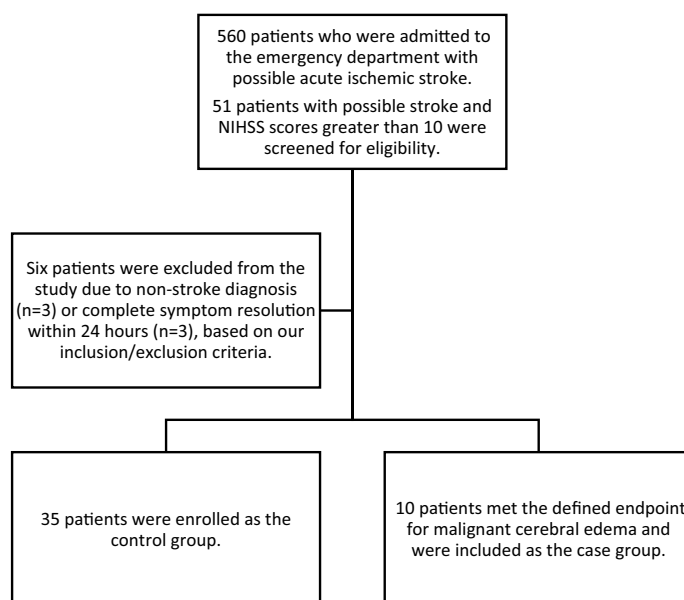 560 patients who were admitted to
the emergency department with
possible acute ischemic stroke.
51 patients with possible stroke and
NIHSS scores greater than 10 were
screened for eligibility.
Six patients were excluded from the
study due to non-stroke diagnosis
(n=3) or complete symptom resolution
within 24 hours (n=3), based on our
inclusion/exclusion criteria.
35 patients were enrolled as the
control group.
10 patients met the defined endpoint
for malignant cerebral edema and
were included as the case group.